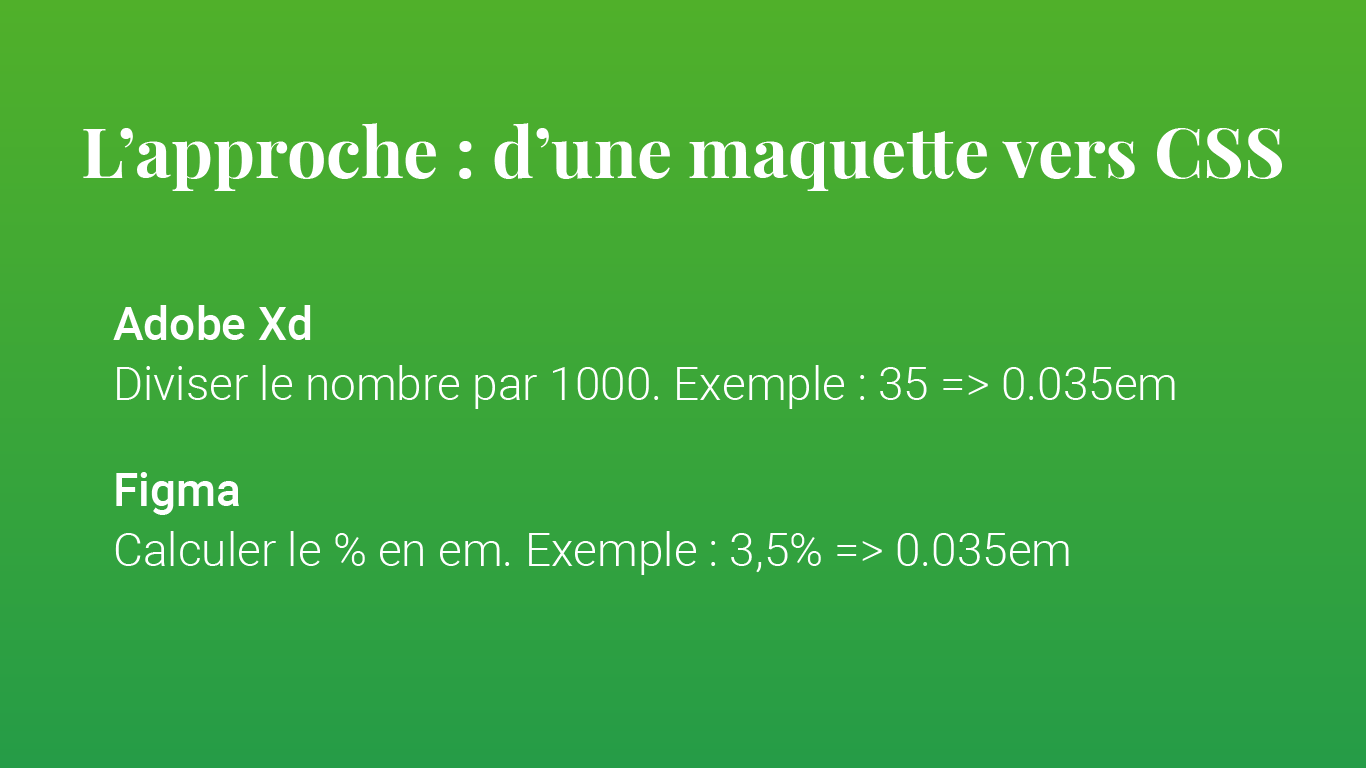 L’approche : d’une maquette vers CSS
Adobe Xd
Diviser le nombre par 1000. Exemple : 35 => 0.035em
Figma
Calculer le % en em. Exemple : 3,5% => 0.035em